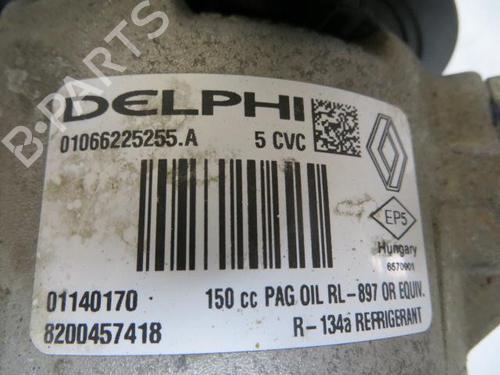 B-PARTS
DELPHI
01066225255.A 5 CVC
EP5
Hungary
6570901
01140170 150 cc PAG OIL RL-897 OR EQUIV.
8200457418 R-134a REFRIGERANT